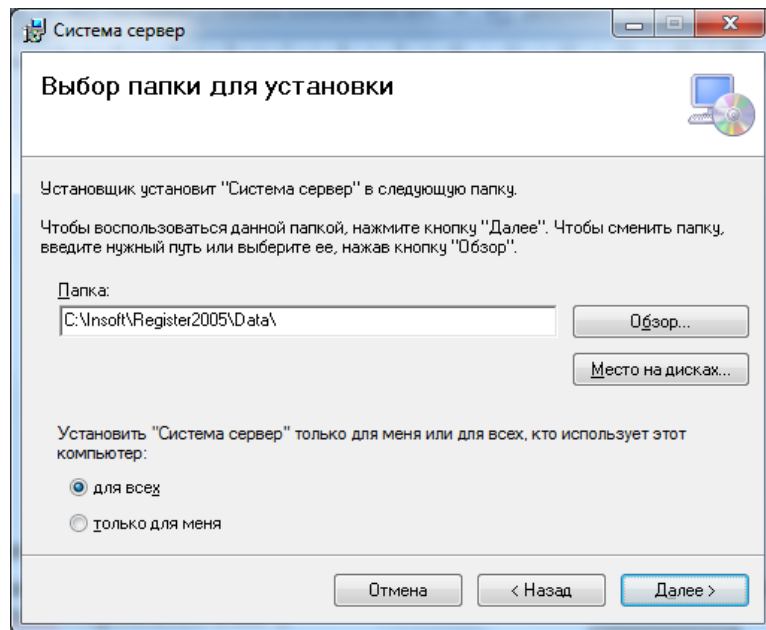 Система сервер
Выбор папки для установки
Установщик установит "Система сервер" в следующую папку.
Чтобы воспользоваться данной папкой, нажмите кнопку "Далее". Чтобы сменить папку,
введите нужный путь или выберите ее, нажав кнопку "Обзор".
Папка:
C:\Insoft\Register2005\Data\
Обзор...
Место на дисках...
Установить "Система сервер" только для меня или для всех, кто использует этот
компьютер:
для всех
только для меня
Отмена
< Назад
Далее >